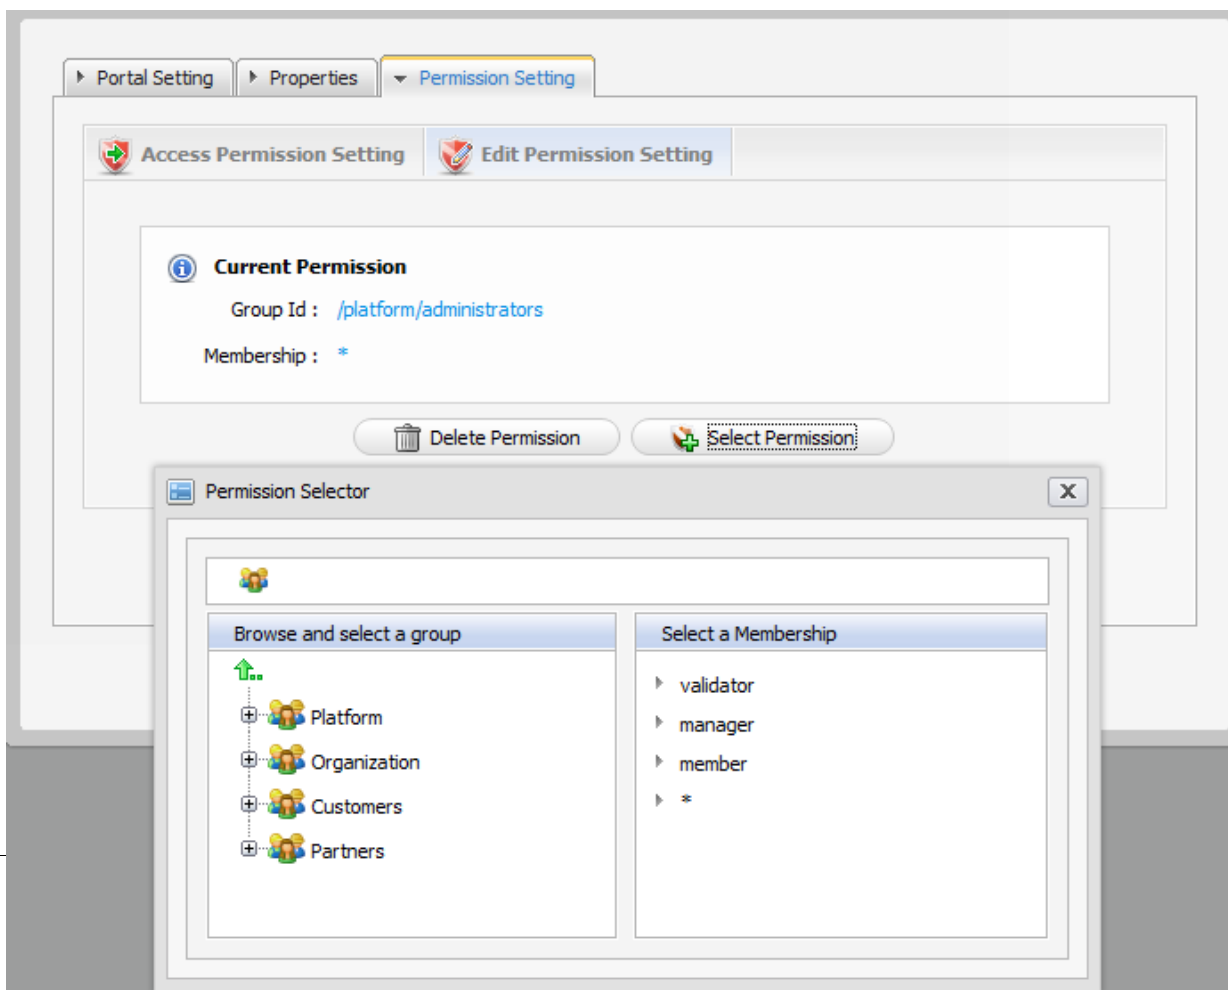 Portal Setting Properties Permission Setting
Access Permission Setting Edit Permission Setting
Current Permission
Group Id : /platform/administrators
Membership : *
Delete Permission Select Permission
Permission Selector X
Browse and select a group
Platform
Organization
Customers
Partners
Select a Membership
validator
manager
member
*